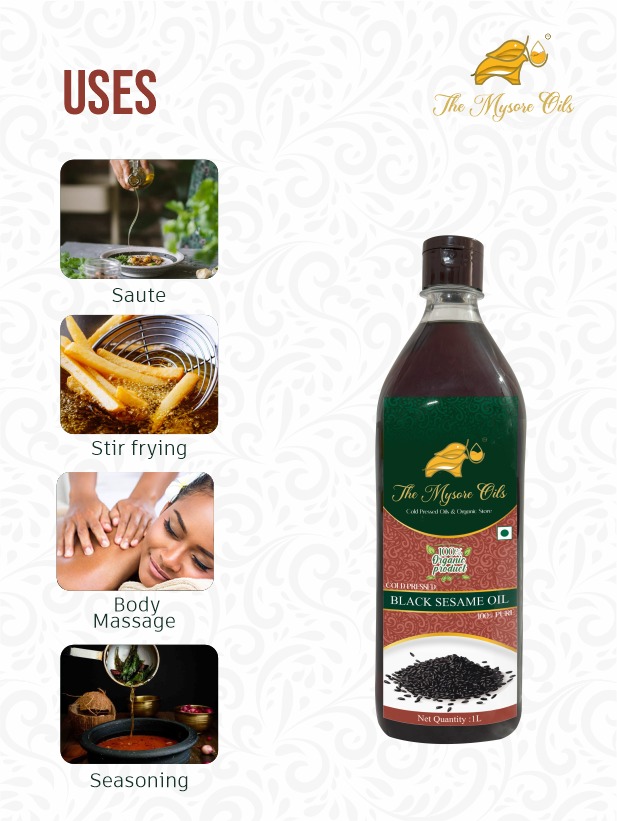 USES
The Mysore Oils
Saute
Stir frying
Body
Massage
Seasoning
The Mysore Oils
Cold Pressed Oils & Organic Store
100%
Organic
product
COLD PRESSED
BLACK SESAME OIL
100% PURE
Net Quantity :1L